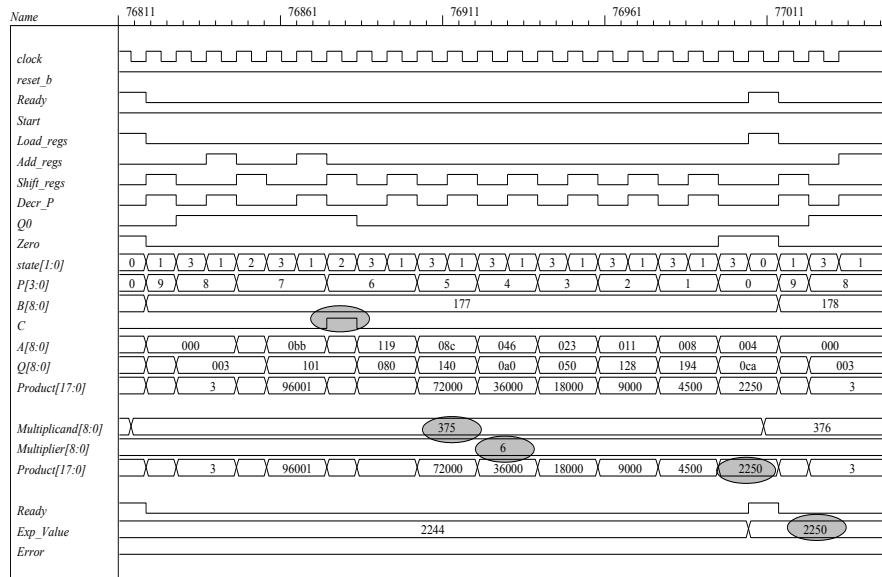 Name 76811 76861 76911 76961 77011
clock
reset_b
Ready
Start
Load_regs
Add_regs
Shift_regs
Decr_P
Q0
Zero
state[1:0] 0 1 3 1 2 3 1 2 3 1 3 1 3 1 3 1 3 1 3 1 3 0 1 3 1
P[3:0] 0 9 8 7 6 5 4 3 2 1 0 9 8
B[8:0] 177 178
C
A[8:0] 000 0bb 119 08c 046 023 011 008 004 000
Q[8:0] 003 101 080 140 0a0 050 128 194 0ca 003
Product[17:0] 3 96001 72000 36000 18000 9000 4500 2250 3
Multiplicand[8:0] 375 376
Multiplier[8:0] 6
Product[17:0] 3 96001 72000 36000 18000 9000 4500 2250 3
Ready
Exp_Value 2244 2250
Error